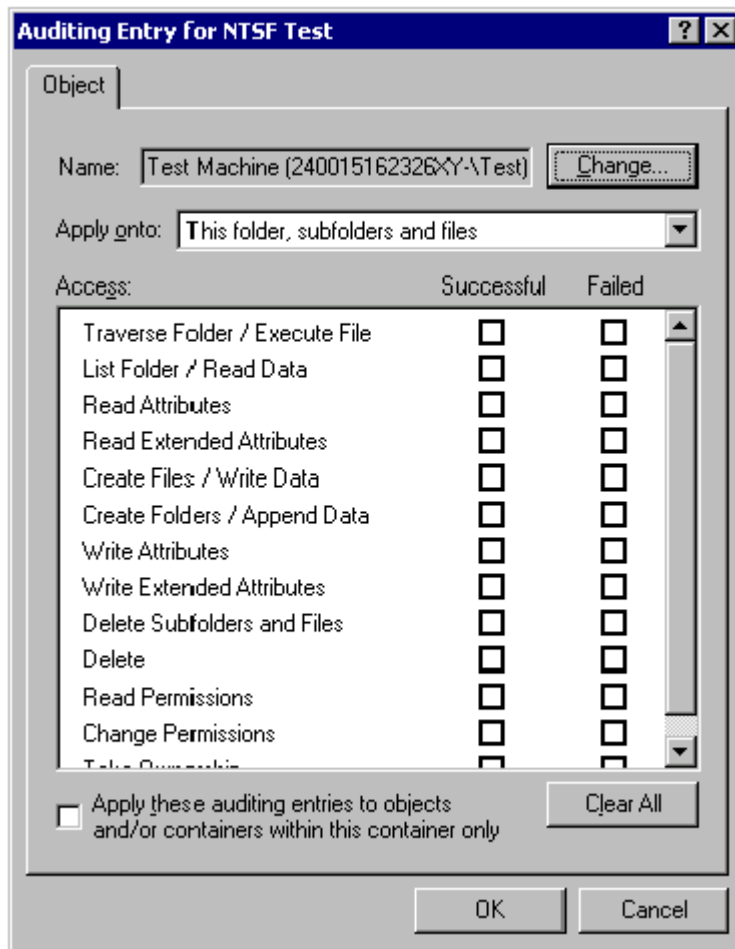 Auditing Entry for NTSF Test
Object
Name: Test Machine (240015162326XY-\Test) Change...
Apply onto: This folder, subfolders and files
Access: Successful Failed
Traverse Folder / Execute File
List Folder / Read Data
Read Attributes
Read Extended Attributes
Create Files / Write Data
Create Folders / Append Data
Write Attributes
Write Extended Attributes
Delete Subfolders and Files
Delete
Read Permissions
Change Permissions
Take Ownership
Apply these auditing entries to objects
and/or containers within this container only
Clear All
OK Cancel